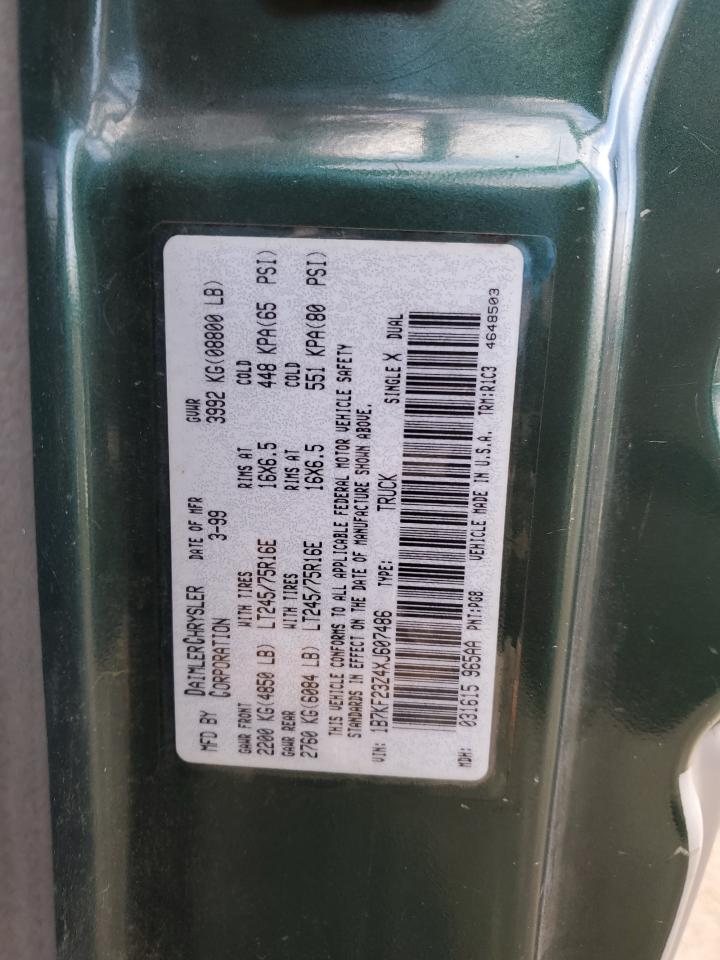 MFD BY DAIMLERCHRYSLER CORPORATION
DATE OF MFR 3-99
GVWR 3992 KG(08800 LB)
GAWR FRONT WITH TIRES RIMS AT COLD
2200 KG(4850 LB) LT245/75R16E 16X6.5 448 KPA(65 PSI)
GAWR REAR WITH TIRES RIMS AT COLD
2760 KG(6084 LB) LT245/75R16E 16X6.5 551 KPA(80 PSI)
THIS VEHICLE CONFORMS TO ALL APPLICABLE FEDERAL MOTOR VEHICLE SAFETY
STANDARDS IN EFFECT ON THE DATE OF MANUFACTURE SHOWN ABOVE.
VIN: 1B7KF23Z4XJ607486 TYPE: TRUCK SINGLE X DUAL
MDH: 031615 965AA PNT:PG8 VEHICLE MADE IN U.S.A. TRM:R1C3
4648503